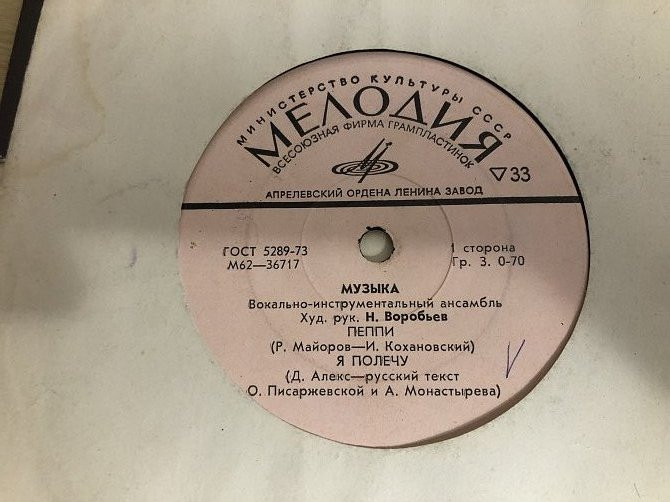 МИНИСТЕРСТВО КУЛЬТУРЫ СССР
МЕЛОДИЯ
ВСЕСОЮЗНАЯ ФИРМА ГРАМПЛАСТИНОК
▽33
АПРЕЛЕВСКИЙ ОРДЕНА ЛЕНИНА ЗАВОД
ГОСТ 5289-73
М62—36717
1 сторона
Гр. 3. 0-70
МУЗЫКА
Вокально-инструментальный ансамбль
Худ. рук. Н. Воробьев
ПЕППИ
(Р. Майоров—И. Кохановский)
Я ПОЛЕЧУ
(Д. Алекс—русский текст
О. Писаржевской и А. Монастырева)